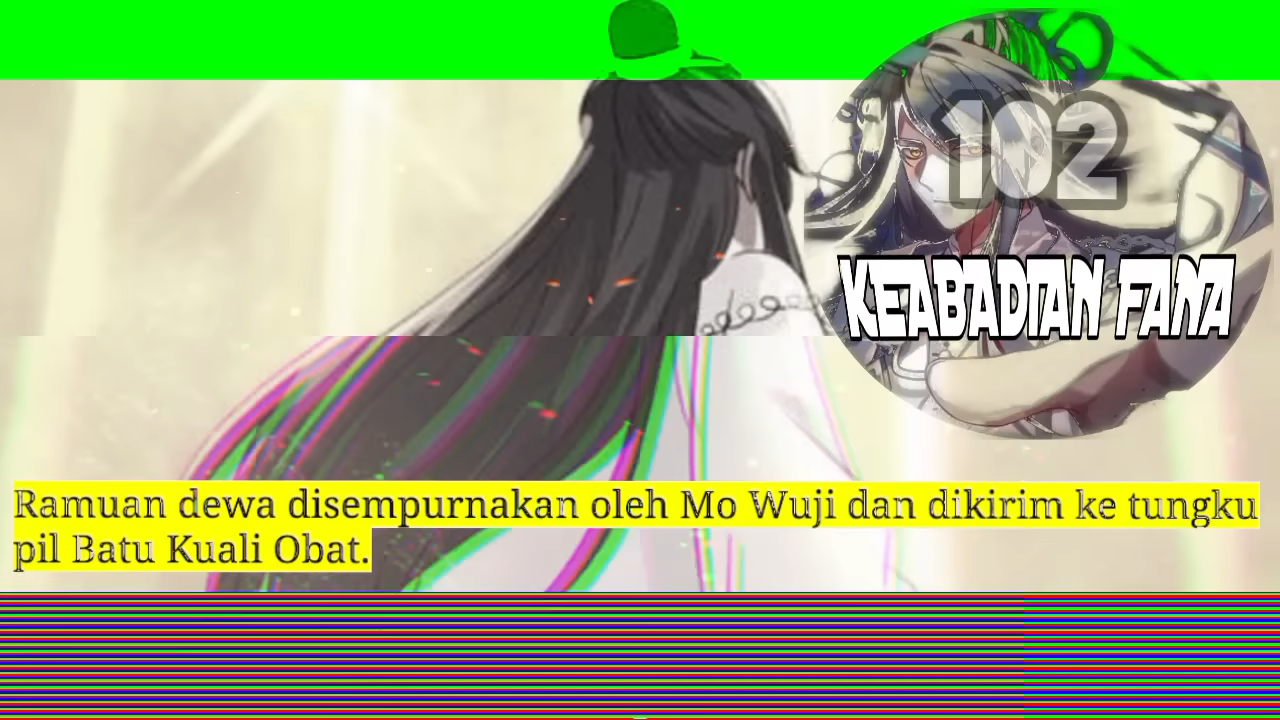 102
KEABADIAN FANA
Ramuan dewa disempurnakan oleh Mo Wuji dan dikirim ke tungku
pil Batu Kuali Obat.